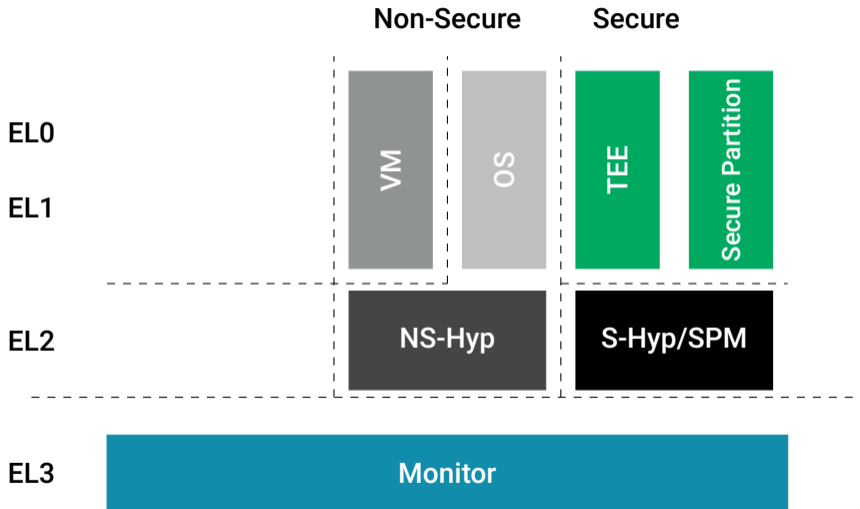 Non-Secure
Secure
EL0
EL1
VM
OS
TEE
Secure Partition
EL2
NS-Hyp
S-Hyp/SPM
EL3
Monitor